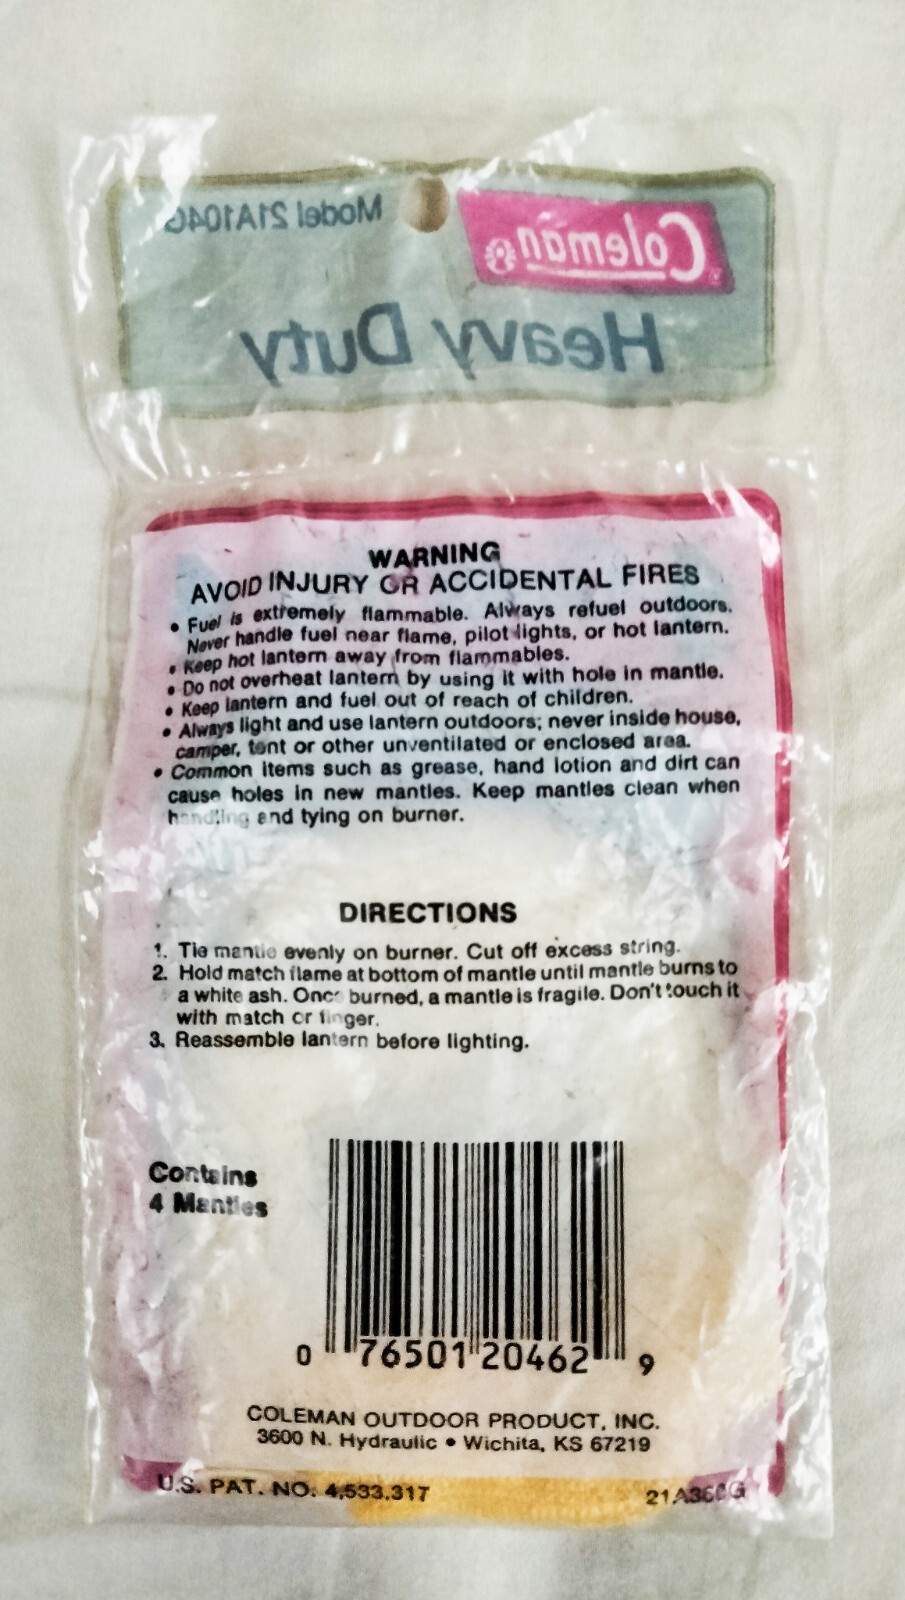 Model 21A104G
Coleman
Heavy Duty
WARNING
AVOID INJURY OR ACCIDENTAL FIRES
• Fuel is extremely flammable. Always refuel outdoors.
Never handle fuel near flame, pilot lights, or hot lantern.
• Keep hot lantern away from flammables.
• Do not overheat lantern by using it with hole in mantle.
• Keep lantern and fuel out of reach of children.
• Always light and use lantern outdoors; never inside house,
camper, tent or other unventilated or enclosed area.
• Common items such as grease, hand lotion and dirt can
cause holes in new mantles. Keep mantles clean when
handling and tying on burner.
DIRECTIONS
1. Tie mantle evenly on burner. Cut off excess string.
2. Hold match flame at bottom of mantle until mantle burns to
a white ash. Once burned, a mantle is fragile. Don't touch it
with match or finger.
3. Reassemble lantern before lighting.
Contains
4 Mantles
0 76501 20462 9
COLEMAN OUTDOOR PRODUCT, INC.
3600 N. Hydraulic • Wichita, KS 67219
U.S. PAT. NO. 4,533,317